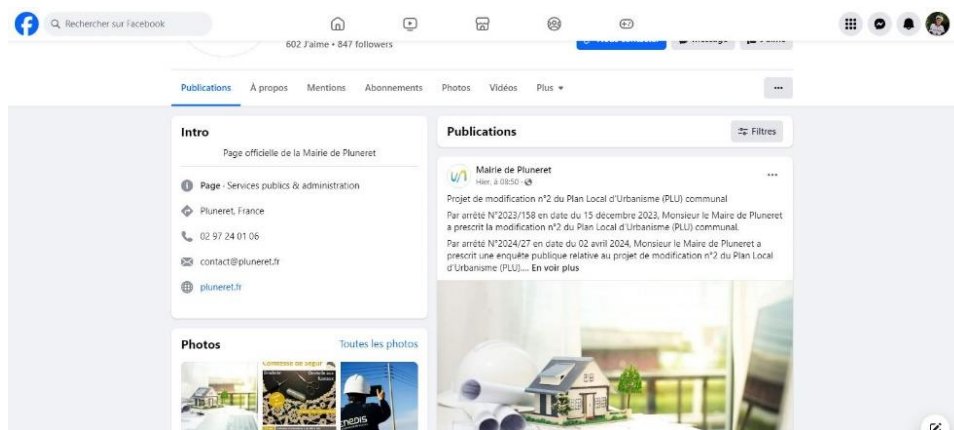 Rechercher sur Facebook
602 J'aime • 847 followers
Publications À propos Mentions Abonnements Photos Vidéos Plus
Intro
Page officielle de la Mairie de Pluneret
Page · Services publics & administration
Pluneret, France
02 97 24 01 06
contact@pluneret.fr
pluneret.fr
Photos
Toutes les photos
ENEDIS
Publications
Filtres
Mairie de Pluneret
Hier, à 08:50
Projet de modification n°2 du Plan Local d'Urbanisme (PLU) communal
Par arrêté N°2023/158 en date du 15 décembre 2023, Monsieur le Maire de Pluneret
a prescrit la modification n°2 du Plan Local d'Urbanisme (PLU) communal.
Par arrêté N°2024/27 en date du 02 avril 2024, Monsieur le Maire de Pluneret a
prescrit une enquête publique relative au projet de modification n°2 du Plan Local
d'Urbanisme (PLU).... En voir plus